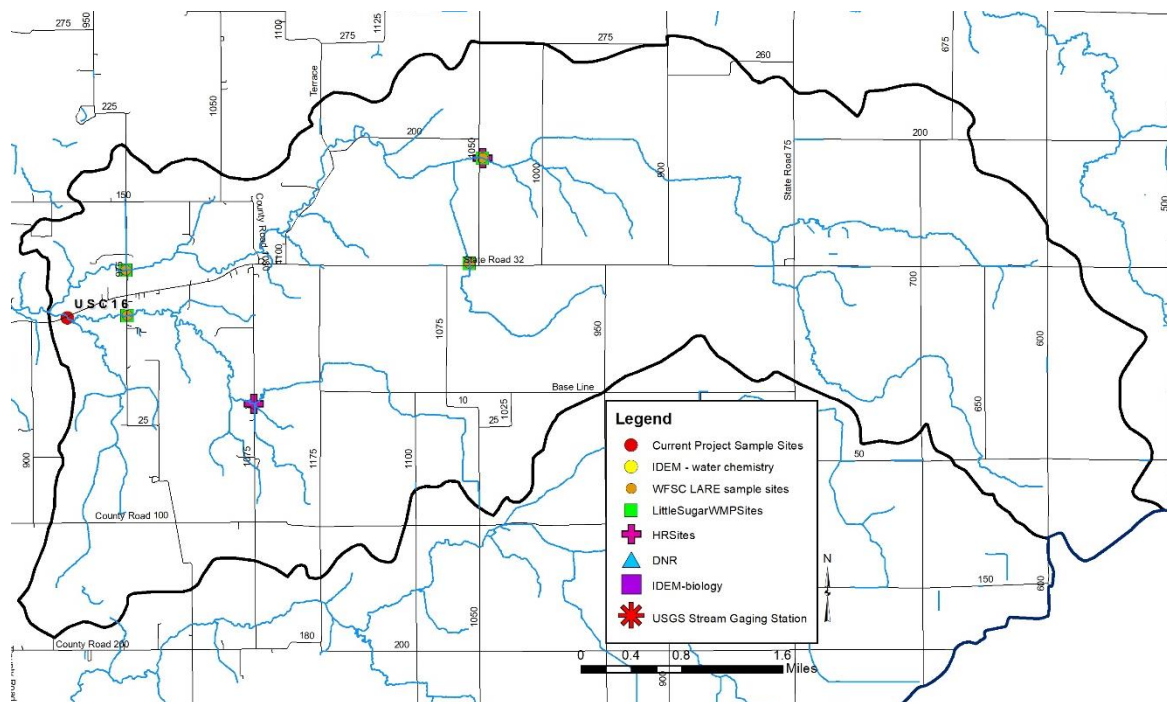 275
950
1100
1125
275
275
260
675
Terrace
225
1050
200
1050
1000
900
200
State Road 75
500
150
County Road 1060
1100
State Road 32
USC16
700
600
1075
950
Base Line
10
25
1025
25
650
900
1075
1175
1100
50
County Road 100
1050
150
600
180
County Road 200
200
900
Legend
Current Project Sample Sites
IDEM - water chemistry
WFSC LARE sample sites
LittleSugarWMPSites
HRSites
DNR
IDEM-biology
USGS Stream Gaging Station
N
0 0.4 0.8 1.6
Miles